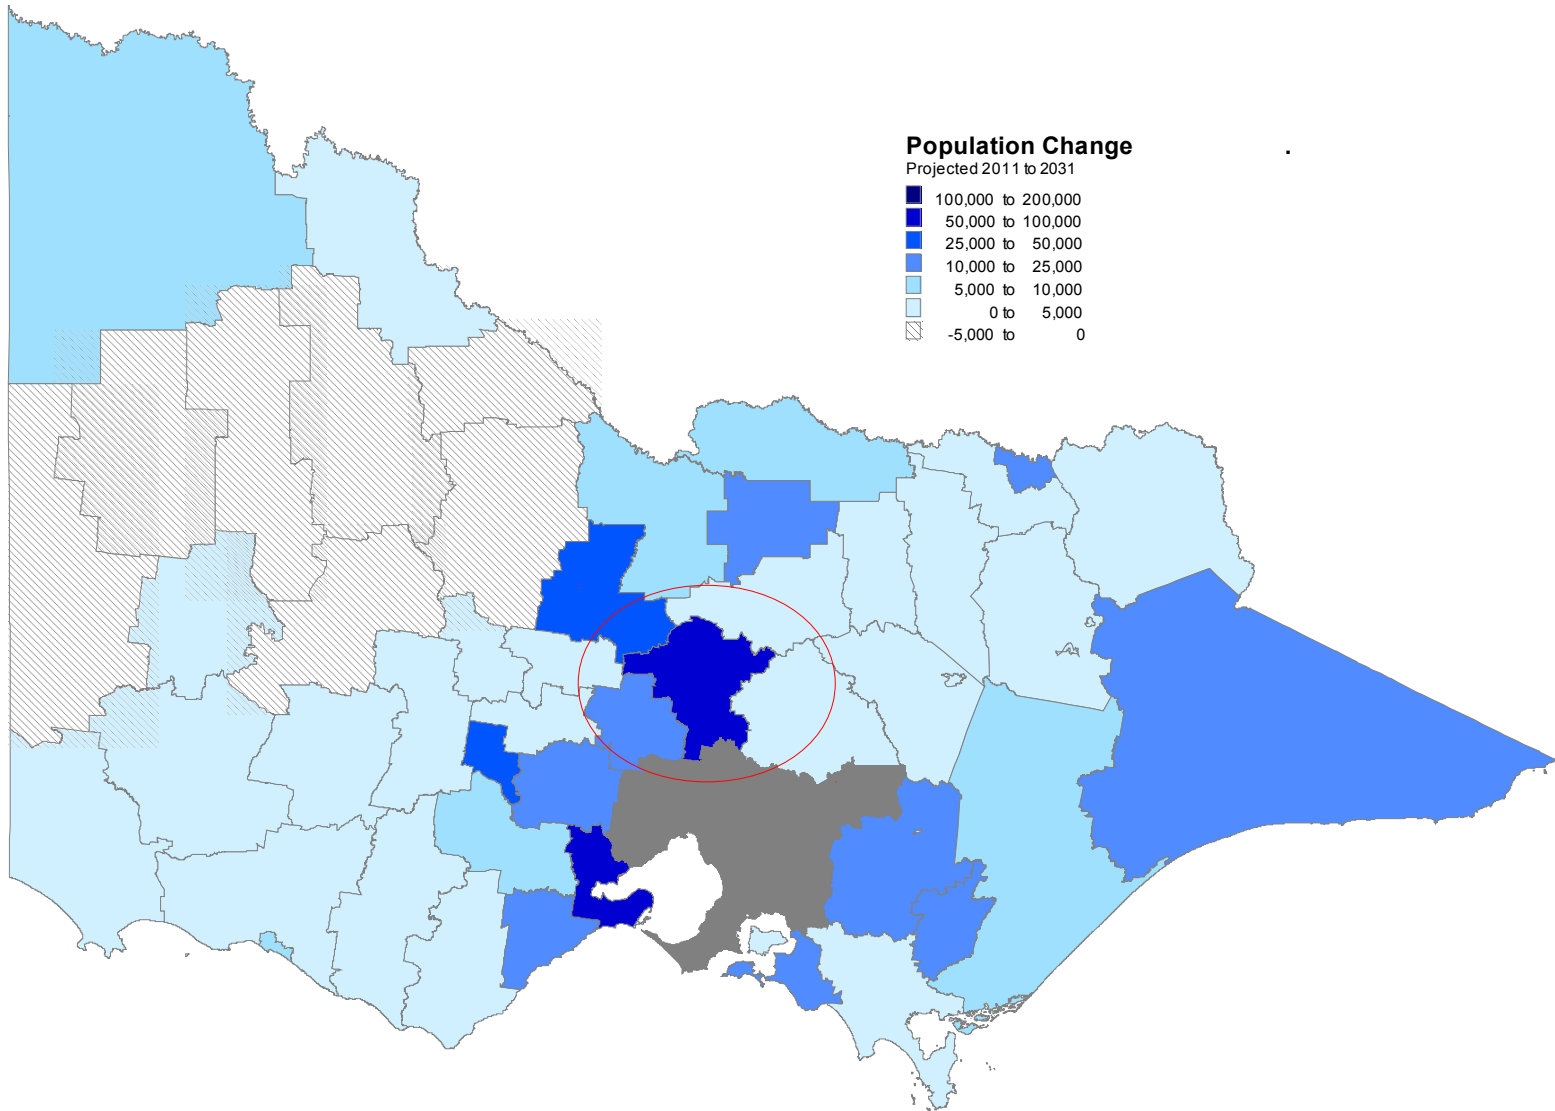 Population Change .
Projected 2011 to 2031
100,000 to 200,000
50,000 to 100,000
25,000 to 50,000
10,000 to 25,000
5,000 to 10,000
0 to 5,000
-5,000 to 0